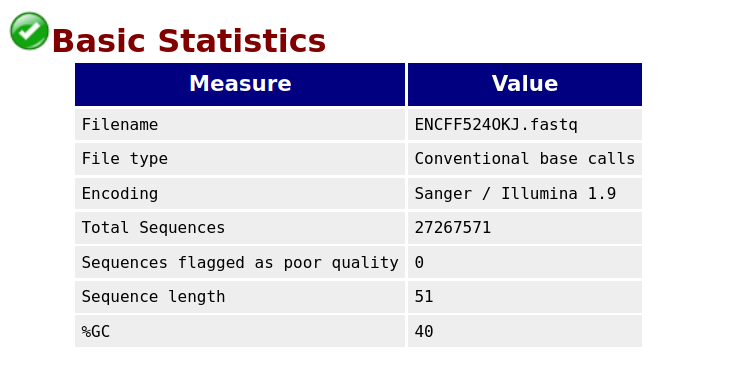 Basic Statistics
Measure Value
Filename ENCFF524OKJ.fastq
File type Conventional base calls
Encoding Sanger / Illumina 1.9
Total Sequences 27267571
Sequences flagged as poor quality 0
Sequence length 51
%GC 40